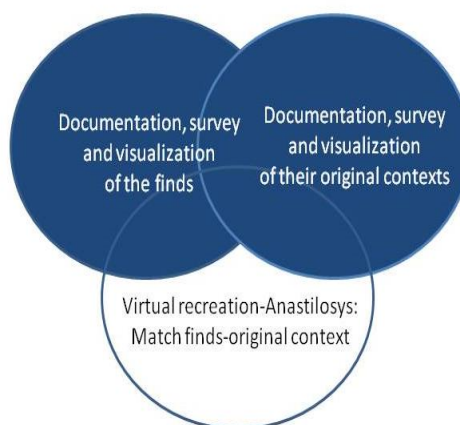 Documentation, survey
and visualization
of the finds
Documentation, survey
and visualization
of their original contexts
Virtual recreation-Anastilosys:
Match finds-original context